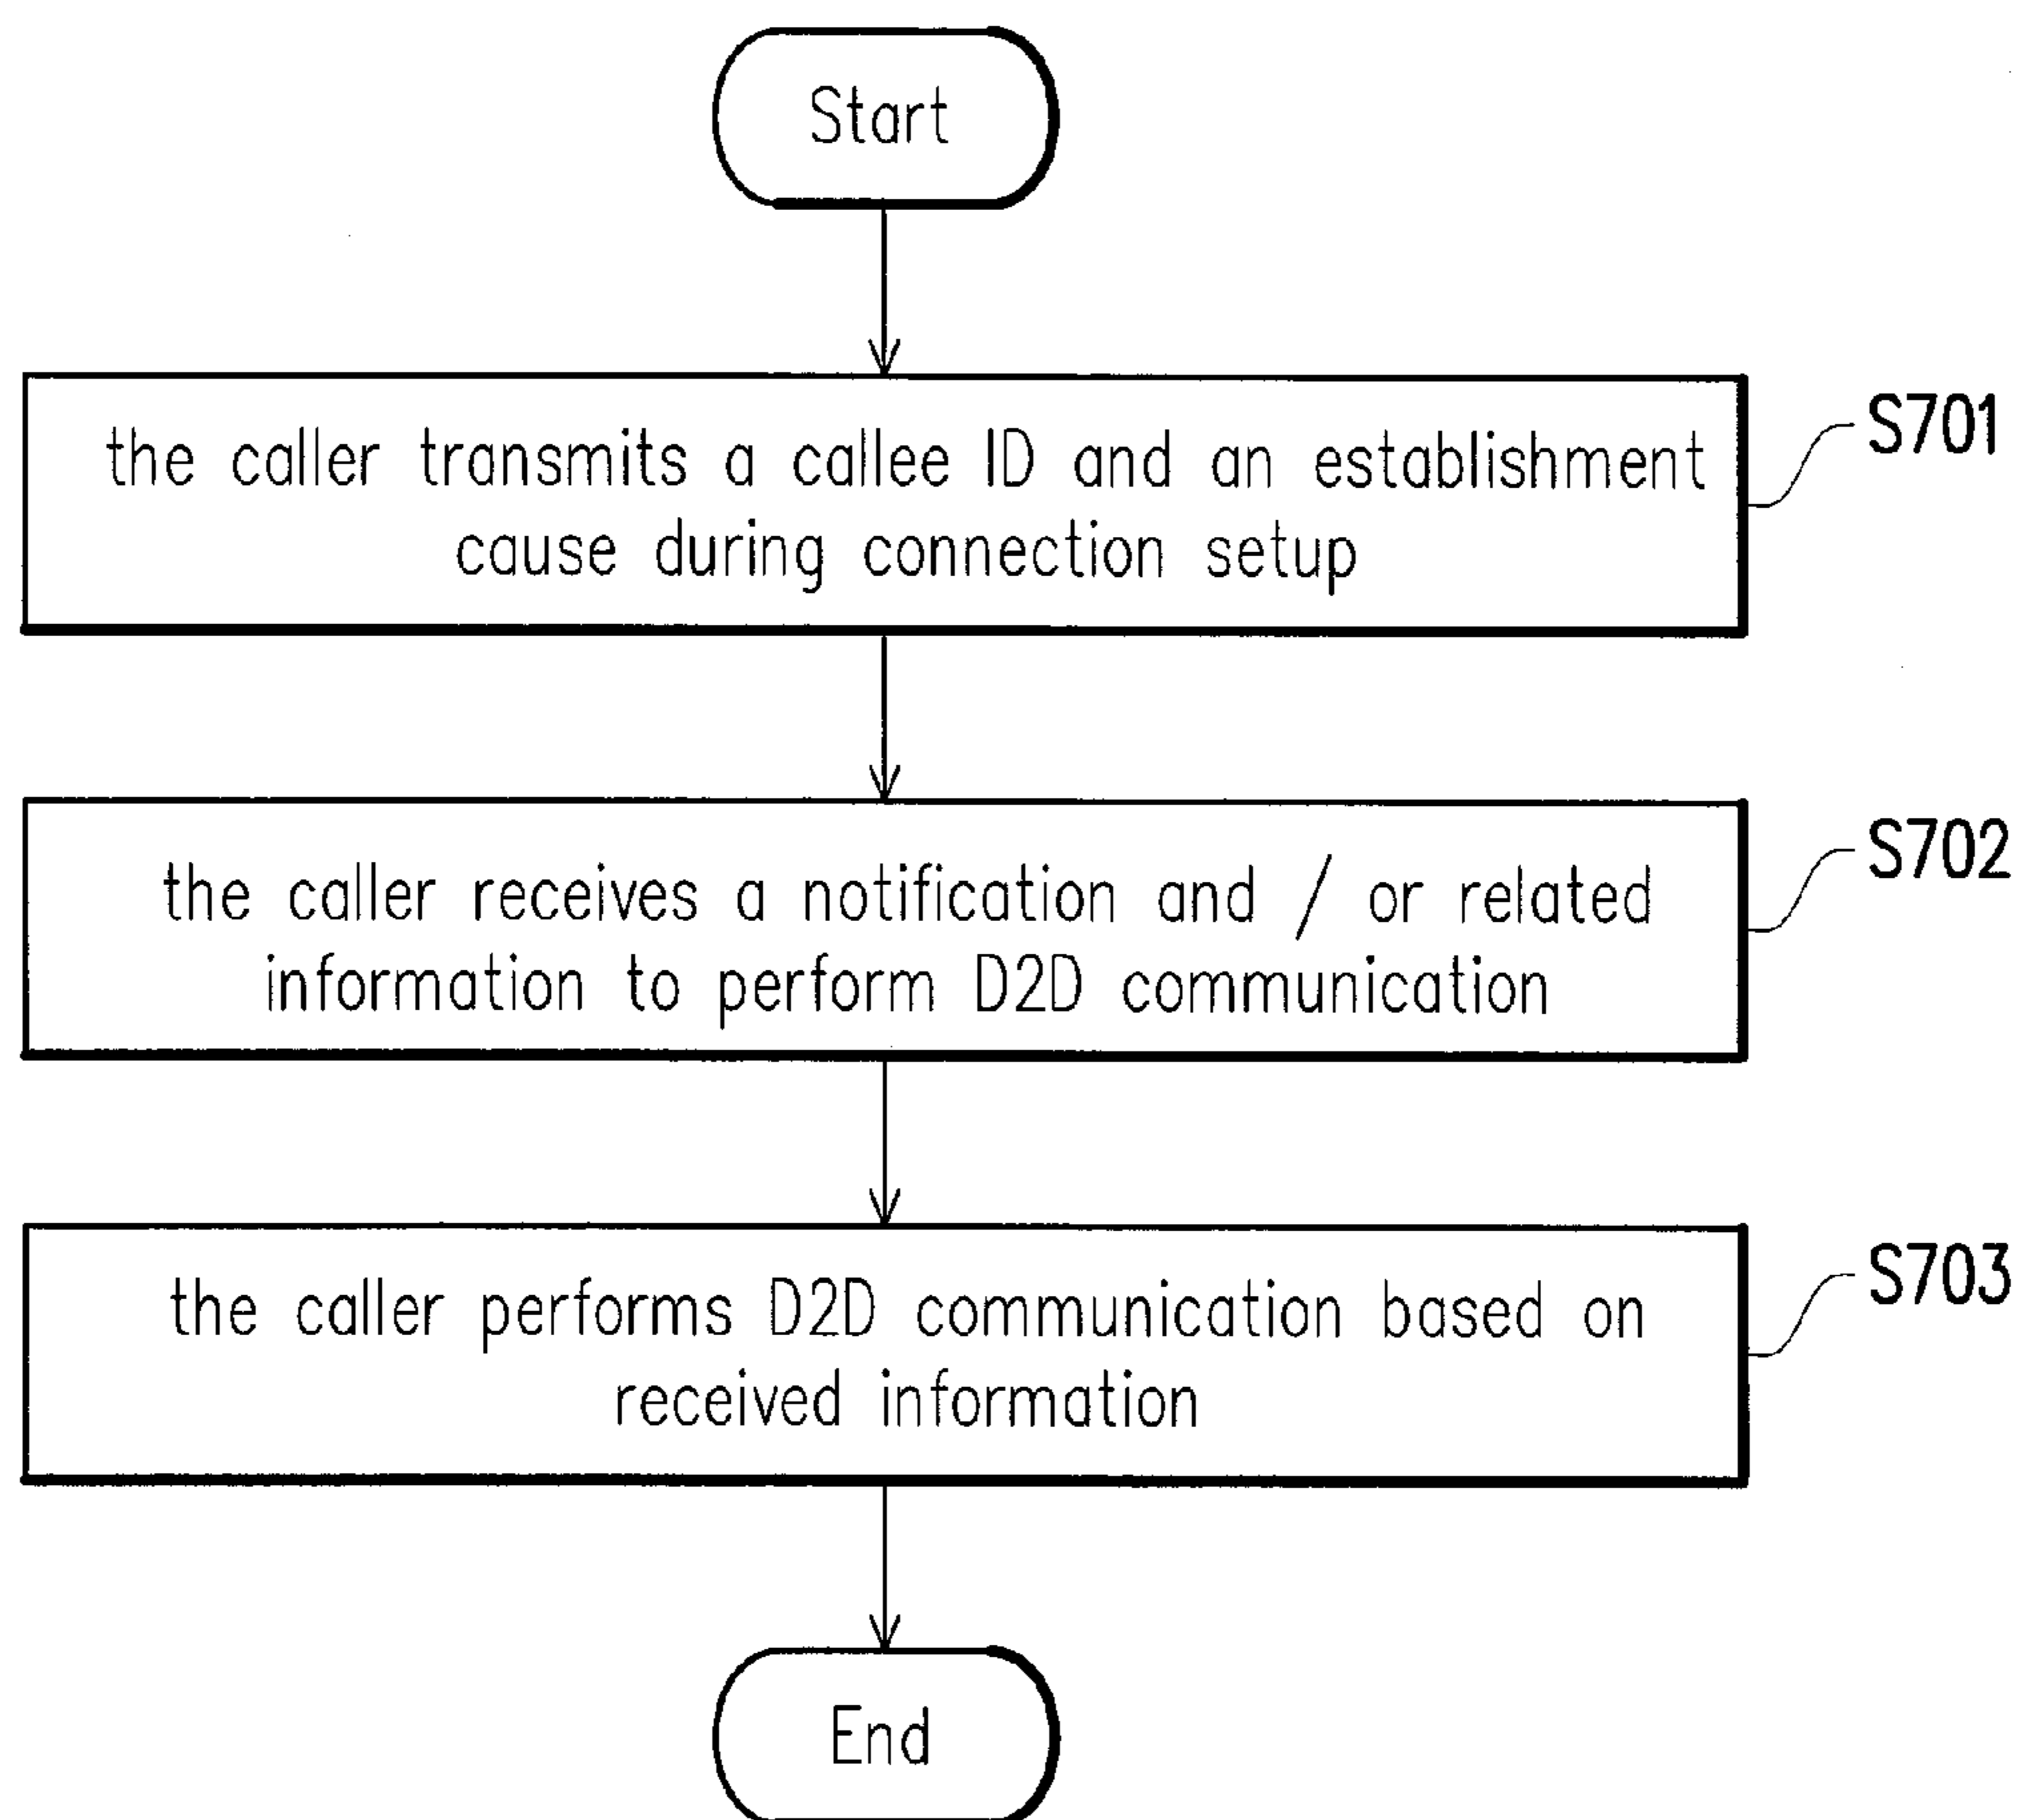 Start
the caller transmits a callee ID and an establishment
cause during connection setup
S701
the caller receives a notification and / or related
information to perform D2D communication
S702
the caller performs D2D communication based on
received information
S703
End